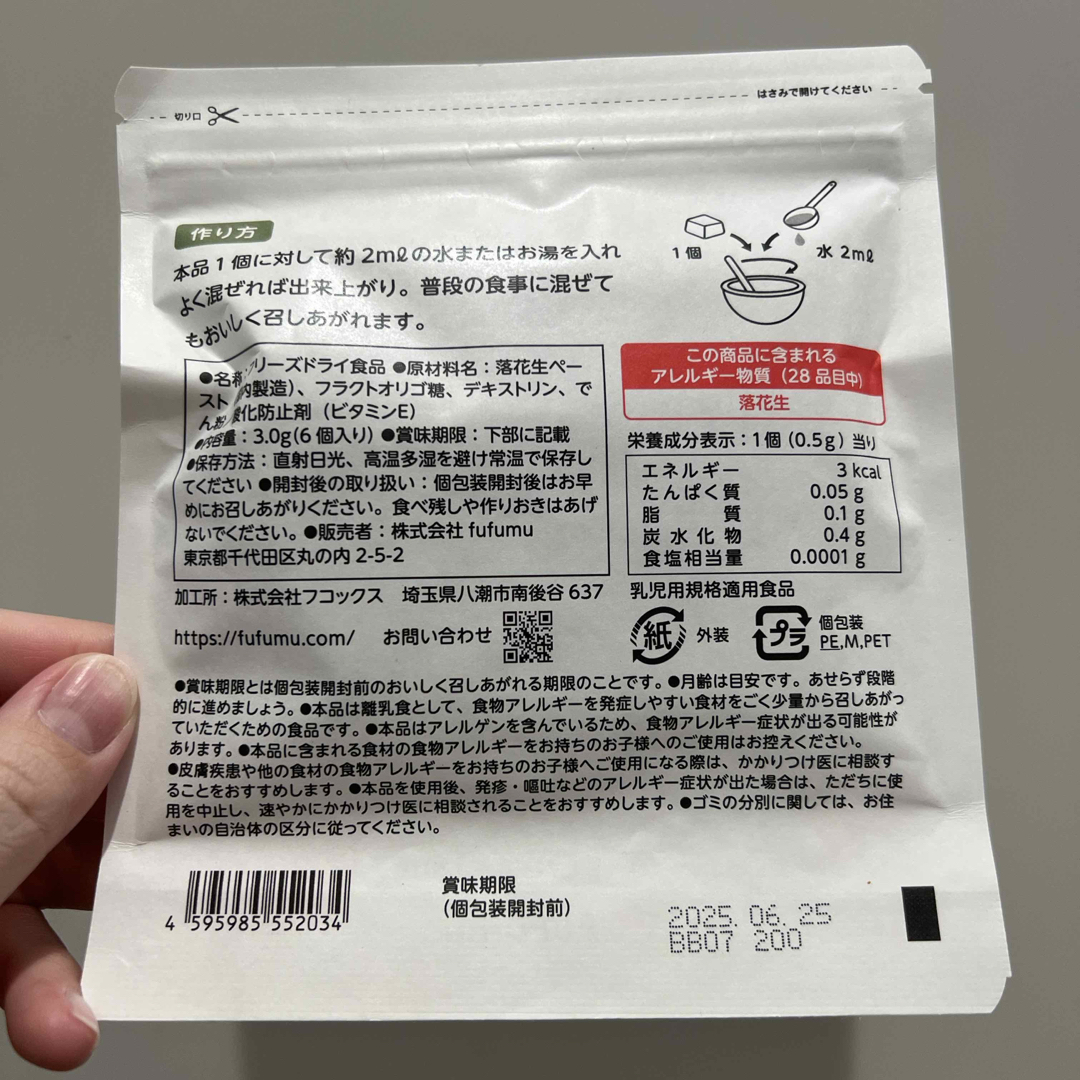 切り口
はさみで開けてください
作り方
本品1個に対して約2mℓの水またはお湯を入れ
よく混ぜれば出来上がり。普段の食事に混ぜて
もおいしく召しあがれます。
1個
水 2mℓ
●名称:フリーズドライ食品 ●原材料名:落花生ペー
スト 内製造)、フラクトオリゴ糖、デキストリン、で
ん粉 酸化防止剤(ビタミンE)
●内容量:3.0g(6個入り) ●賞味期限:下部に記載
●保存方法:直射日光、高温多湿を避け常温で保存し
てください ●開封後の取り扱い:個包装開封後はお早
めにお召しあがりください。食べ残しや作りおきはあげ
ないでください。●販売者:株式会社fufumu
東京都千代田区丸の内2-5-2
この商品に含まれる
アレルギー物質(28品目中)
落花生
栄養成分表示:1個(0.5g)当り
エネルギー 3 kcal
たんぱく質 0.05 g
脂質 0.1 g
炭水化物 0.4 g
食塩相当量 0.0001 g
加工所:株式会社フコックス 埼玉県八潮市南後谷637
乳児用規格適用食品
https://fufumu.com/ お問い合わせ
紙 外装
プラ 個包装
PE,M,PET
●賞味期限とは個包装開封前のおいしく召しあがれる期限のことです。●月齢は目安です。あせらず段階
的に進めましょう。●本品は離乳食として、食物アレルギーを発症しやすい食材をごく少量から召しあがっ
ていただくための食品です。●本品はアレルゲンを含んでいるため、食物アレルギー症状が出る可能性が
あります。●本品に含まれる食材の食物アレルギーをお持ちのお子様へのご使用はお控えください。
●皮膚疾患や他の食材の食物アレルギーをお持ちのお子様へご使用になる際は、かかりつけ医に相談す
ることをおすすめします。●本品を使用後、発疹・嘔吐などのアレルギー症状が出た場合は、ただちに使
用を中止し、速やかにかかりつけ医に相談されることをおすすめします。●ゴミの分別に関しては、お住
まいの自治体の区分に従ってください。
4 595985 552034
賞味期限
(個包装開封前)
2025.06.25
BB07 200